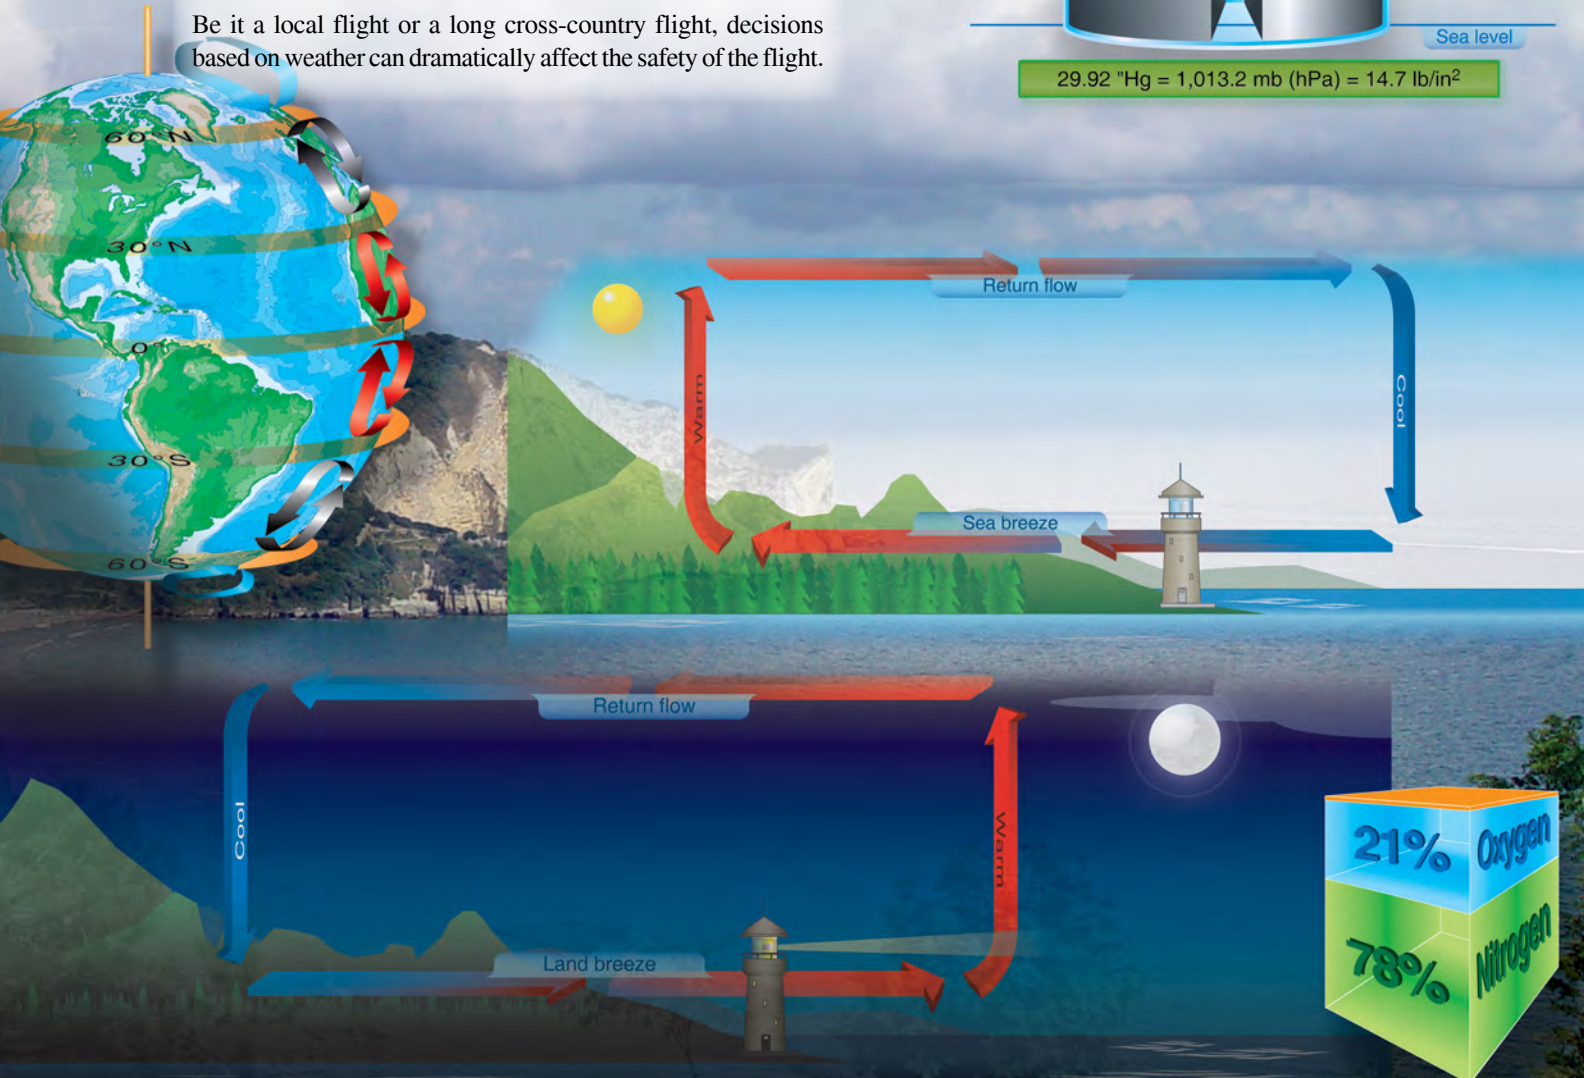 Be it a local flight or a long cross-country flight, decisions
based on weather can dramatically affect the safety of the flight.
Sea level
29.92 "Hg = 1,013.2 mb (hPa) = 14.7 lb/in²
60°N
30°N
0°
30°S
60°S
Return flow
Warm
Cool
Sea breeze
Return flow
Cool
Warm
Land breeze
21% Oxygen
78% Nitrogen